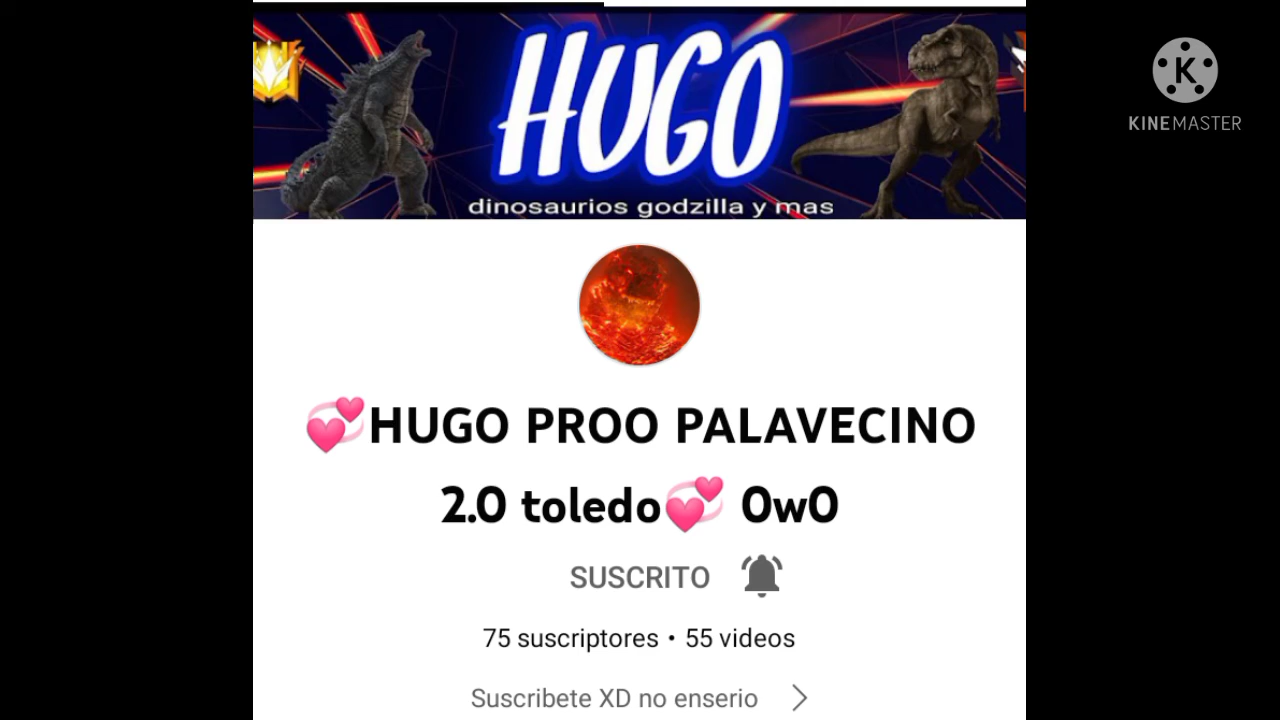 HUGO
dinosaurios godzilla y mas
K
KINEMASTER
💞HUGO PROO PALAVECINO
2.0 toledo💞 OwO
SUSCRITO
75 suscriptores • 55 videos
Suscribete XD no enserio